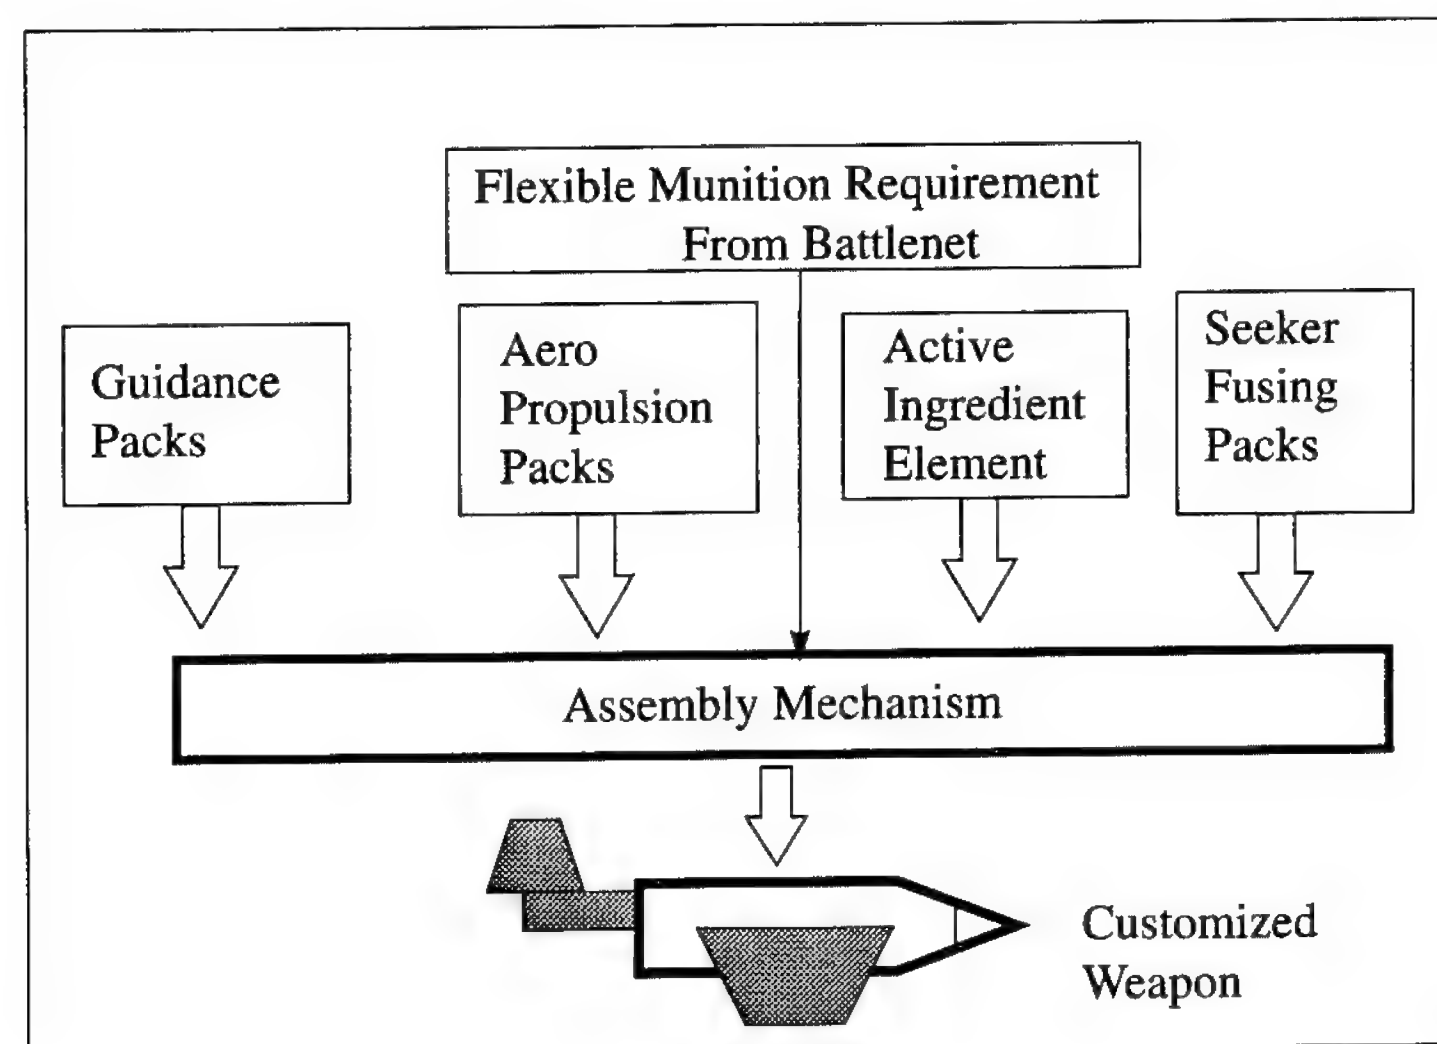 Flexible Munition Requirement
From Battlenet
Guidance
Packs
Aero
Propulsion
Packs
Active
Ingredient
Element
Seeker
Fusing
Packs
Assembly Mechanism
Customized
Weapon